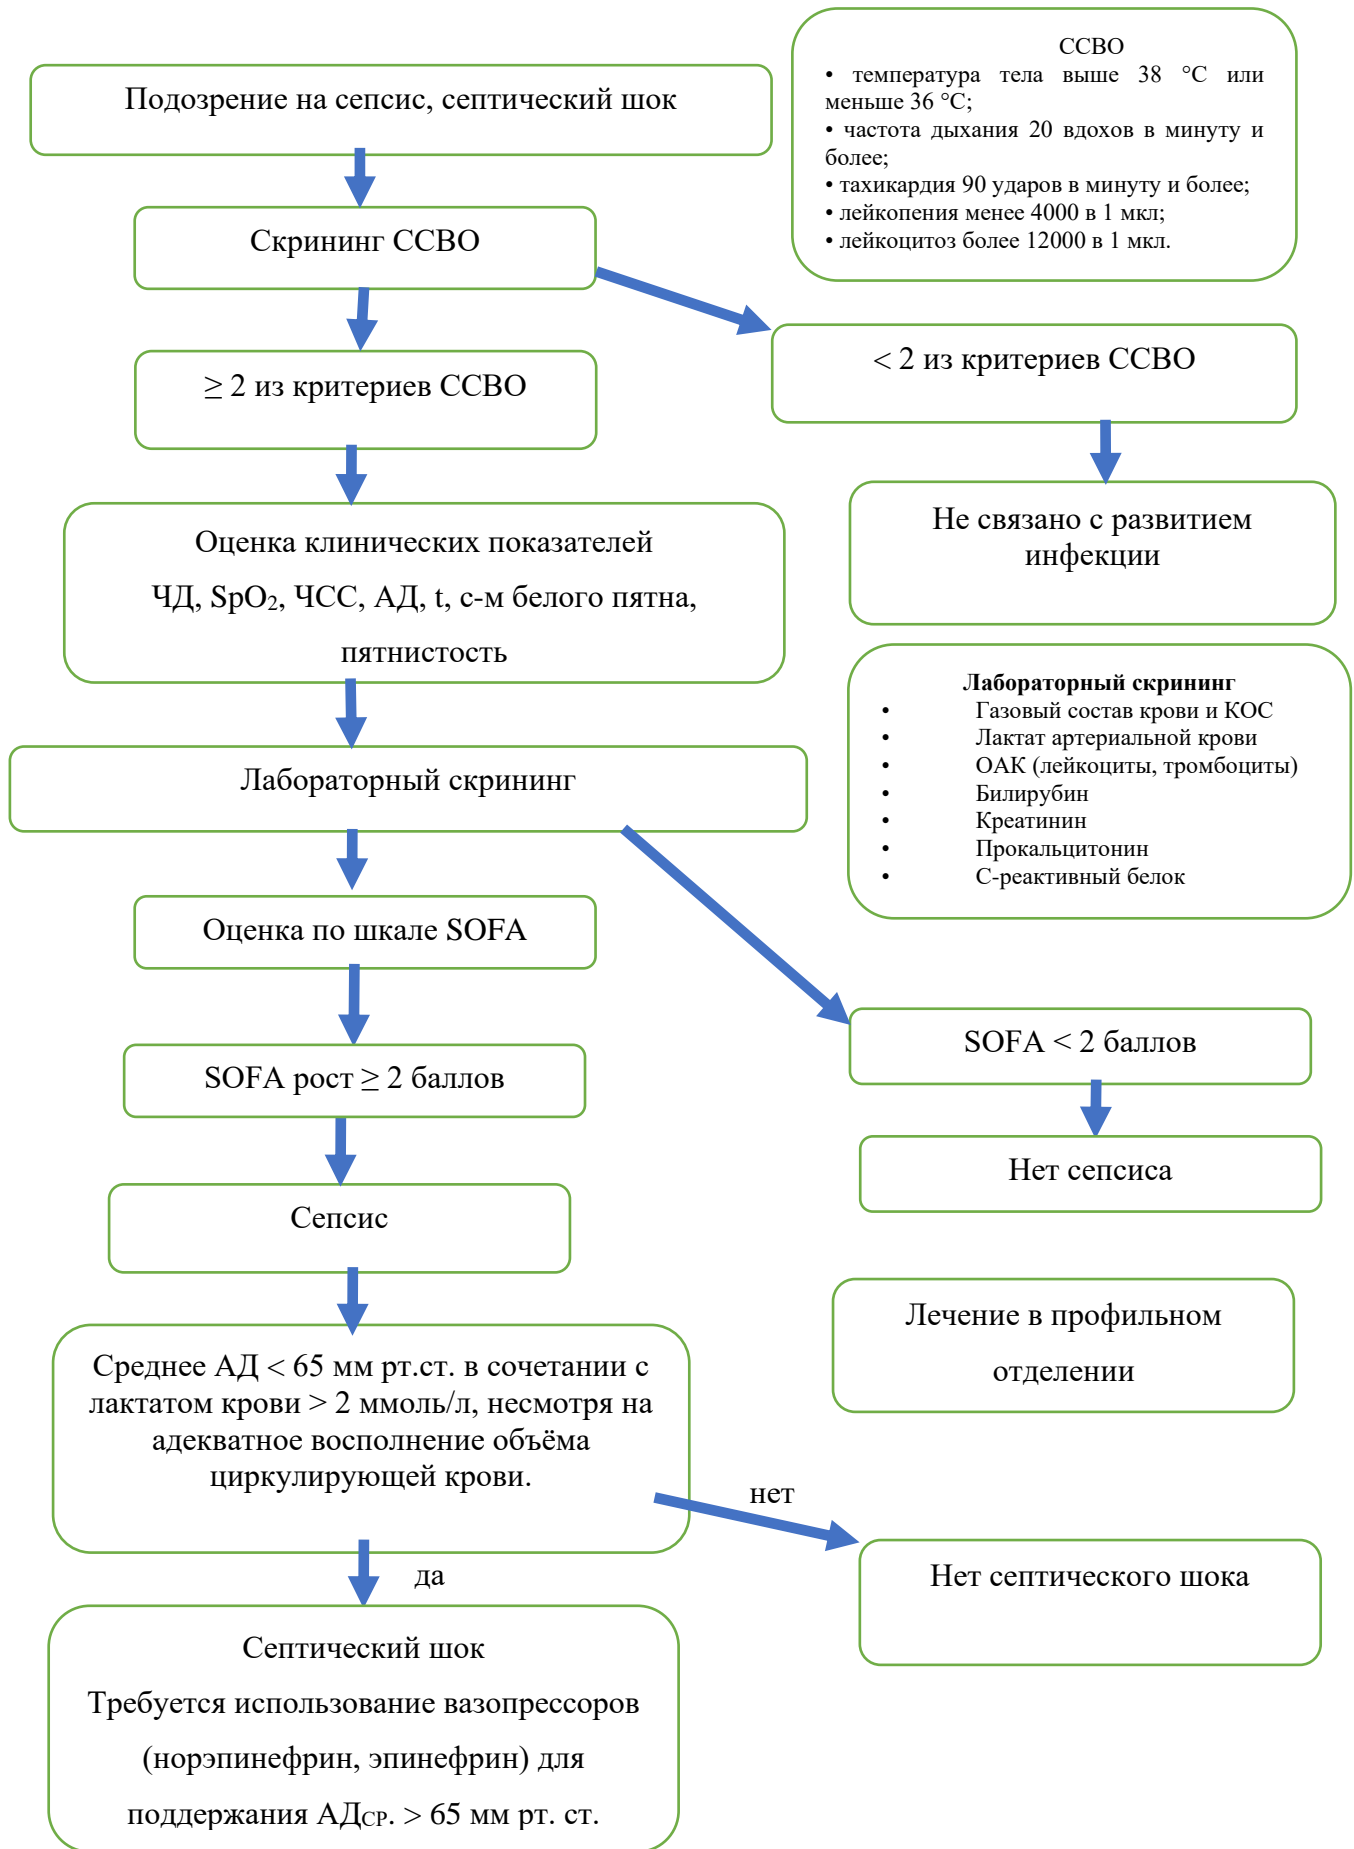 Подозрение на сепсис, септический шок
ССВО
• температура тела выше 38 °C или
меньше 36 °C;
• частота дыхания 20 вдохов в минуту и
более;
• тахикардия 90 ударов в минуту и более;
• лейкопения менее 4000 в 1 мкл;
• лейкоцитоз более 12000 в 1 мкл.
Скрининг ССВО
≥ 2 из критериев ССВО
< 2 из критериев ССВО
Не связано с развитием
инфекции
Оценка клинических показателей
ЧД, SpO₂, ЧСС, АД, t, с-м белого пятна,
пятнистость
Лабораторный скрининг
• Газовый состав крови и КОС
• Лактат артериальной крови
• ОАК (лейкоциты, тромбоциты)
• Билирубин
• Креатинин
• Прокальцитонин
• С-реактивный белок
Лабораторный скрининг
Оценка по шкале SOFA
SOFA рост ≥ 2 баллов
SOFA < 2 баллов
Нет сепсиса
Сепсис
Лечение в профильном
отделении
Среднее АД < 65 мм рт.ст. в сочетании с
лактатом крови > 2 ммоль/л, несмотря на
адекватное восполнение объёма
циркулирующей крови.
нет
Нет септического шока
да
Септический шок
Требуется использование вазопрессоров
(норэпинефрин, эпинефрин) для
поддержания АДСР. > 65 мм рт. ст.